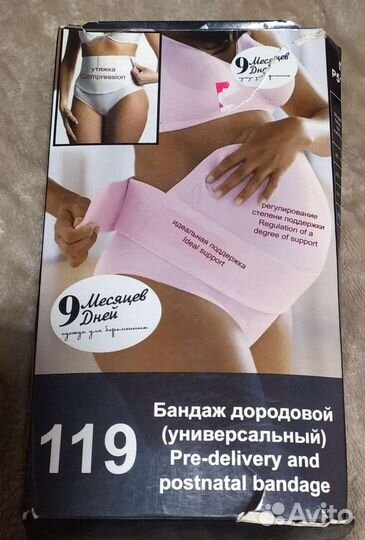 утяжка
Compression
9 Месяцев
Дней
регулирование
степени поддержки
Regulation of a
degree of support
идеальная поддержка
Ideal support
9 Месяцев
Дней
одежда для беременных
119
Бандаж дородовой
(универсальный)
Pre-delivery and
postnatal bandage
Avito